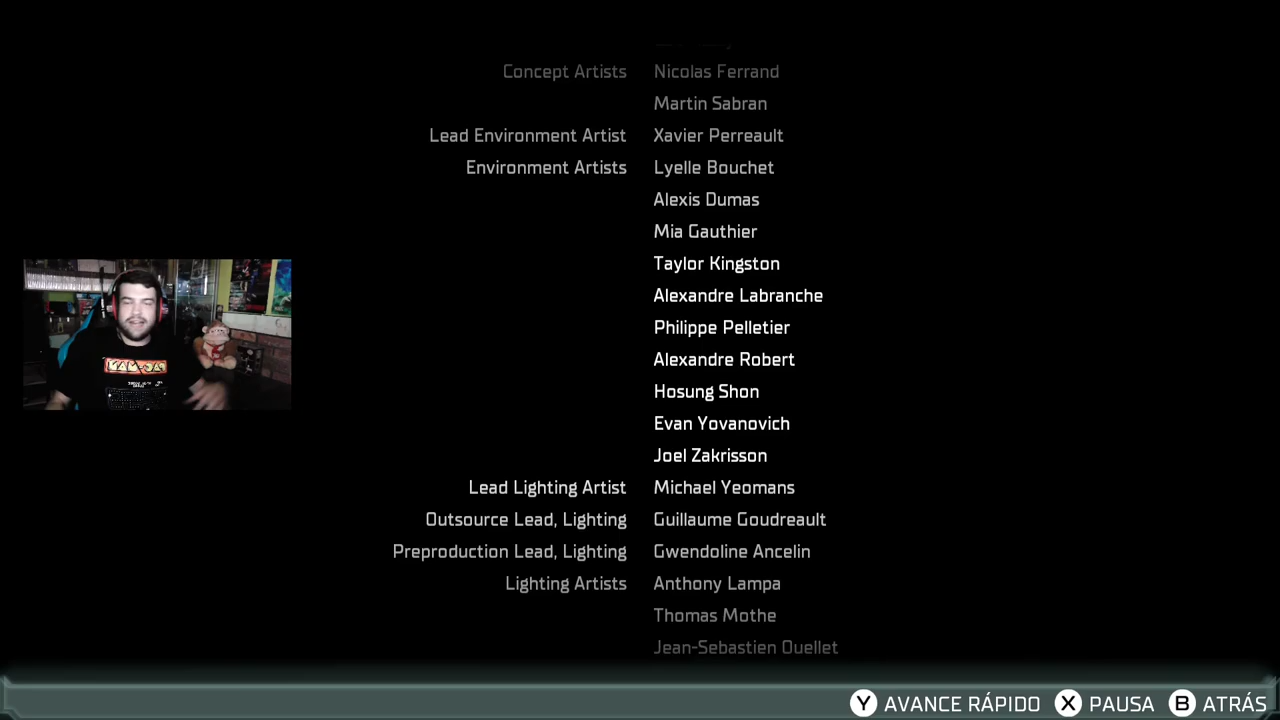 Concept Artists Nicolas Ferrand
Martin Sabran
Lead Environment Artist Xavier Perreault
Environment Artists Lyelle Bouchet
Alexis Dumas
Mia Gauthier
Taylor Kingston
Alexandre Labranche
Philippe Pelletier
Alexandre Robert
Hosung Shon
Evan Yovanovich
Joel Zakrisson
Lead Lighting Artist Michael Yeomans
Outsource Lead, Lighting Guillaume Goudreault
Preproduction Lead, Lighting Gwendoline Ancelin
Lighting Artists Anthony Lampa
Thomas Mothe
Jean-Sebastien Ouellet
Y AVANCE RÁPIDO X PAUSA B ATRÁS